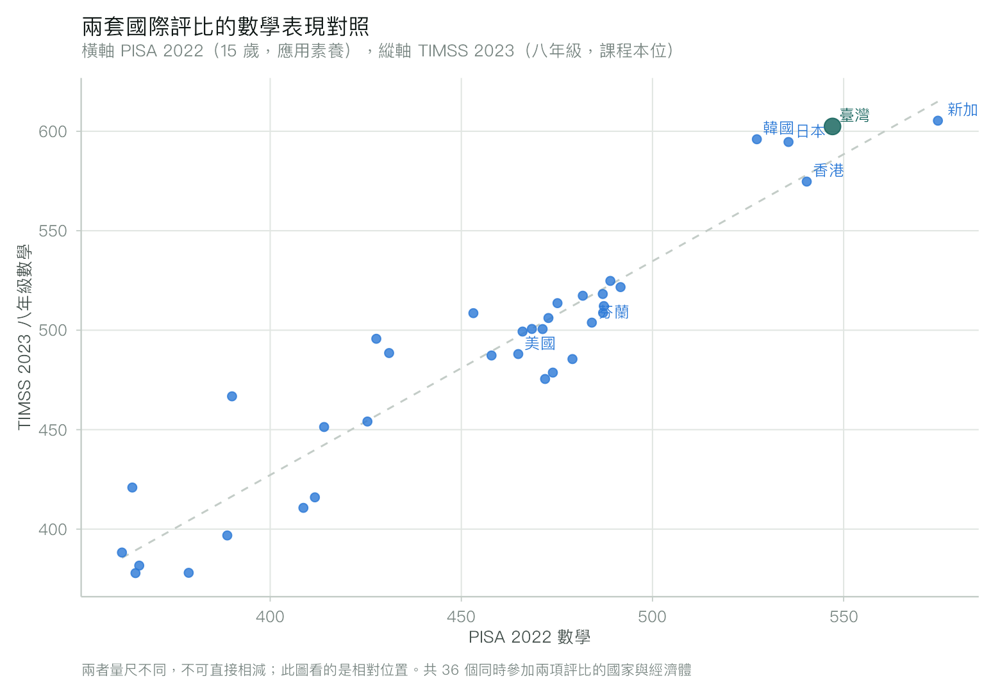 兩套國際評比的數學表現對照
橫軸 PISA 2022（15 歲，應用素養），縱軸 TIMSS 2023（八年級，課程本位）
TIMSS 2023 八年級數學
600
550
500
450
400
新加
臺灣
韓國
日本
香港
芬蘭
美國
400
450
500
550
PISA 2022 數學
兩者量尺不同，不可直接相減；此圖看的是相對位置。共 36 個同時參加兩項評比的國家與經濟體